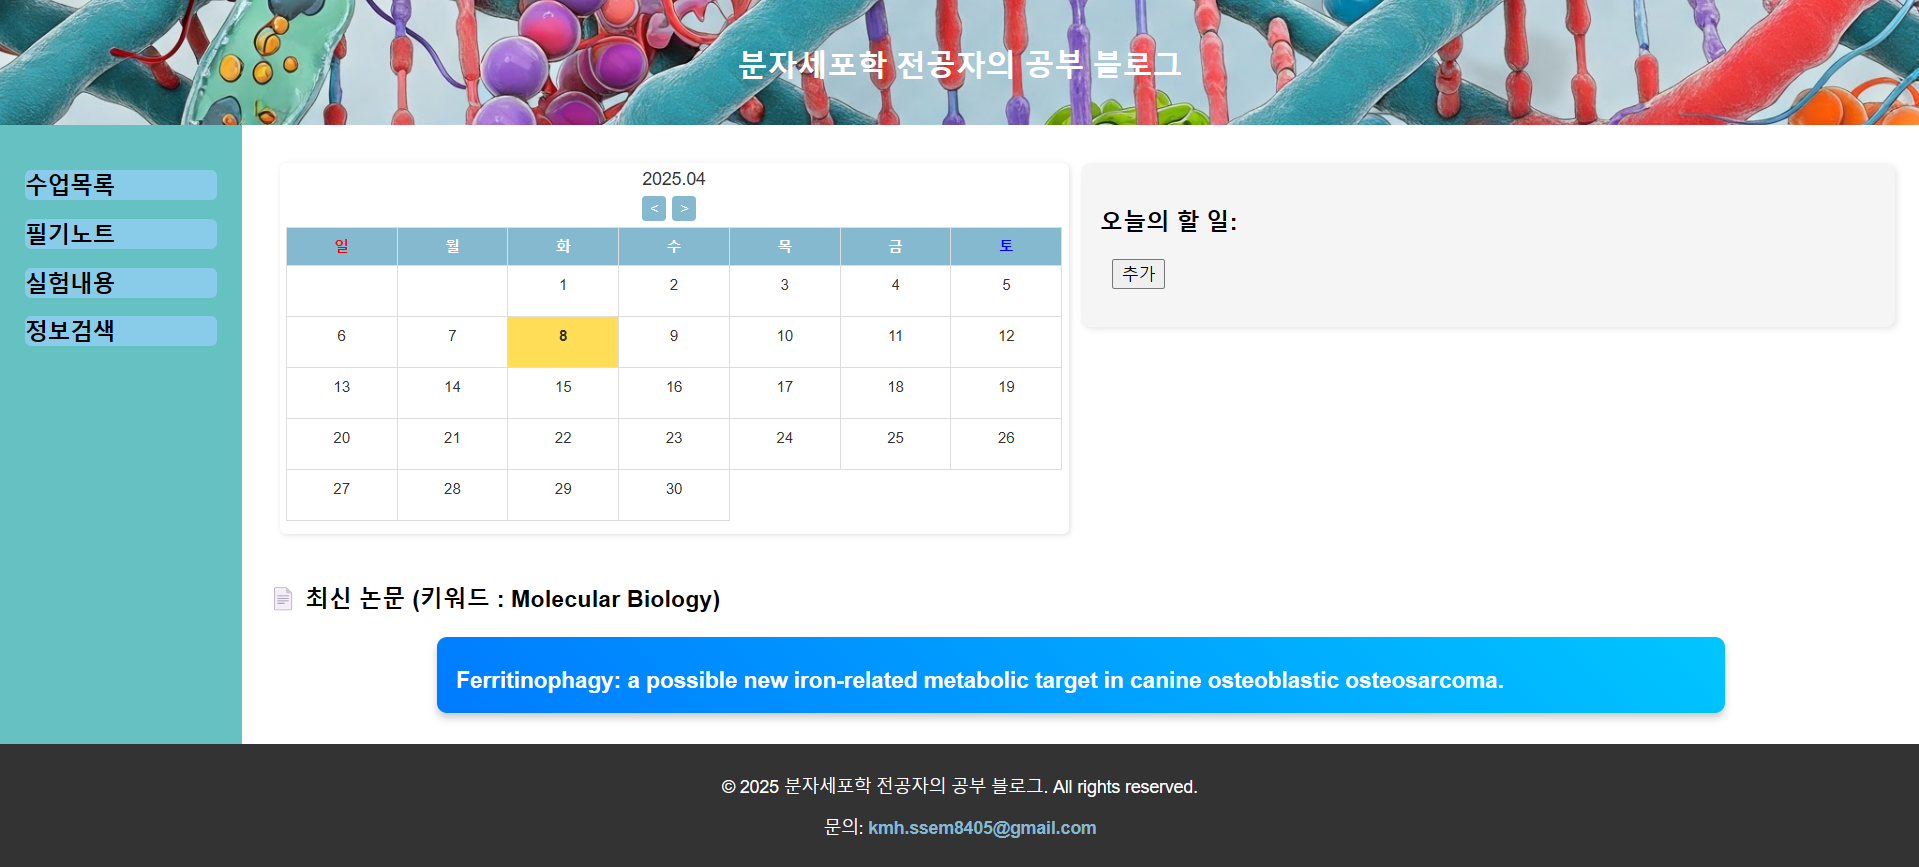 분자세포학 전공자의 공부 블로그
수업목록
필기노트
실험내용
정보검색
2025.04
< >
일 월 화 수 목 금 토
1 2 3 4 5
6 7 8 9 10 11 12
13 14 15 16 17 18 19
20 21 22 23 24 25 26
27 28 29 30
오늘의 할 일:
추가
최신 논문 (키워드 : Molecular Biology)
Ferritinophagy: a possible new iron-related metabolic target in canine osteoblastic osteosarcoma.
© 2025 분자세포학 전공자의 공부 블로그. All rights reserved.
문의: kmh.ssem8405@gmail.com